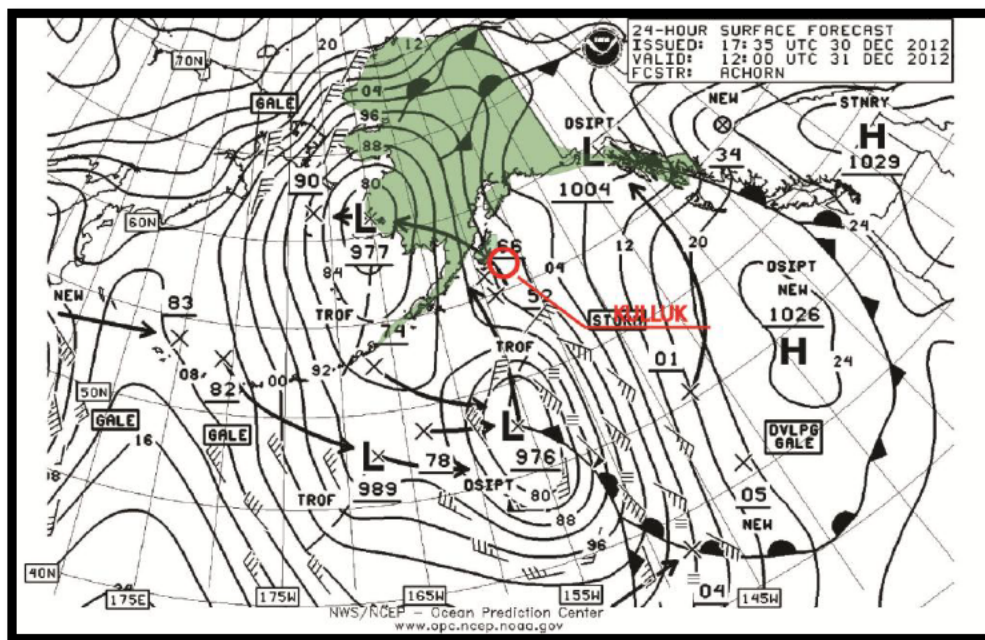 24-HOUR SURFACE FORECAST
ISSUED: 17:35 UTC 30 DEC 2012
VALID: 12:00 UTC 31 DEC 2012
FCSTR: ACHORN
20
12
70N
04
GALE
96
88
80
90
NEW
STNRY
H
1029
DSIPT
L
34
1004
60N
L
977
66
24
12
20
84
04
DSIPT
NEW
1026
H
NEW
83
TROF
74
52
STORM
KULLUK
TROF
01
24
08
00
92
50N
82
GALE
GALE
16
L
989
78
L
976
DVLPG
GALE
DSIPT
80
TROF
05
NEW
08
88
96
40N
04
175E
175W
165W
155W
145W
NWS/NCEP – Ocean Prediction Center
www.opc.ncep.noaa.gov